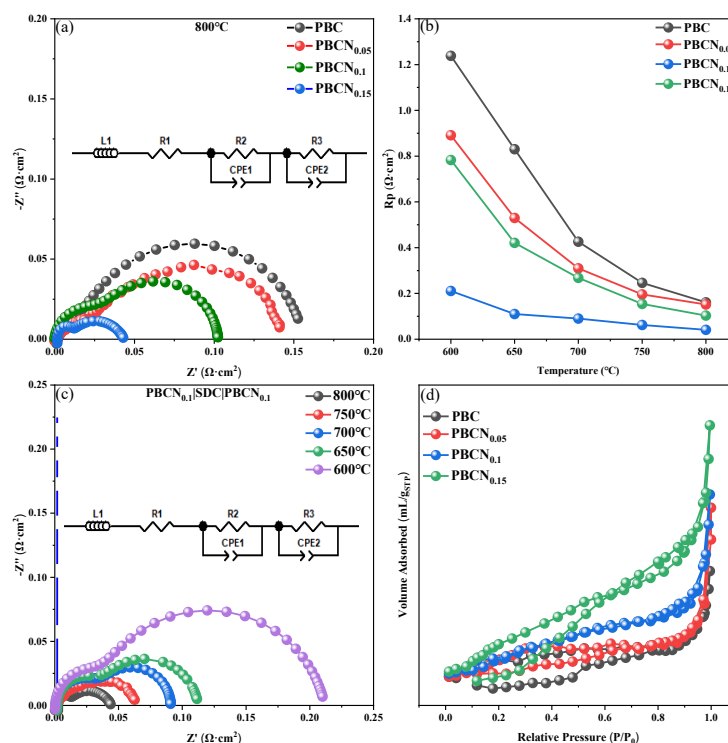 (a)
800℃
PBC
PBCN0.05
PBCN0.1
PBCN0.15
L1
R1
R2
R3
CPE1
CPE2
0.20
0.15
0.10
0.05
0.00
-Z'' (Ω·cm²)
0.00 0.05 0.10 0.15 0.20
Z' (Ω·cm²)
(b)
PBC
PBCN0.0
PBCN0.1
PBCN0.1
1.4
1.2
1.0
0.8
0.6
0.4
0.2
0.0
Rp (Ω·cm²)
600 650 700 750 800
Temperature (℃)
(c)
PBCN0.1|SDC|PBCN0.1
800℃
750℃
700℃
650℃
600℃
L1
R1
R2
R3
CPE1
CPE2
0.25
0.20
0.15
0.10
0.05
0.00
-Z'' (Ω·cm²)
0.00 0.05 0.10 0.15 0.20 0.25
Z' (Ω·cm²)
(d)
PBC
PBCN0.05
PBCN0.1
PBCN0.15
Volume Adsorbed (mL/gSTP)
0.0 0.2 0.4 0.6 0.8 1.0
Relative Pressure (P/P0)